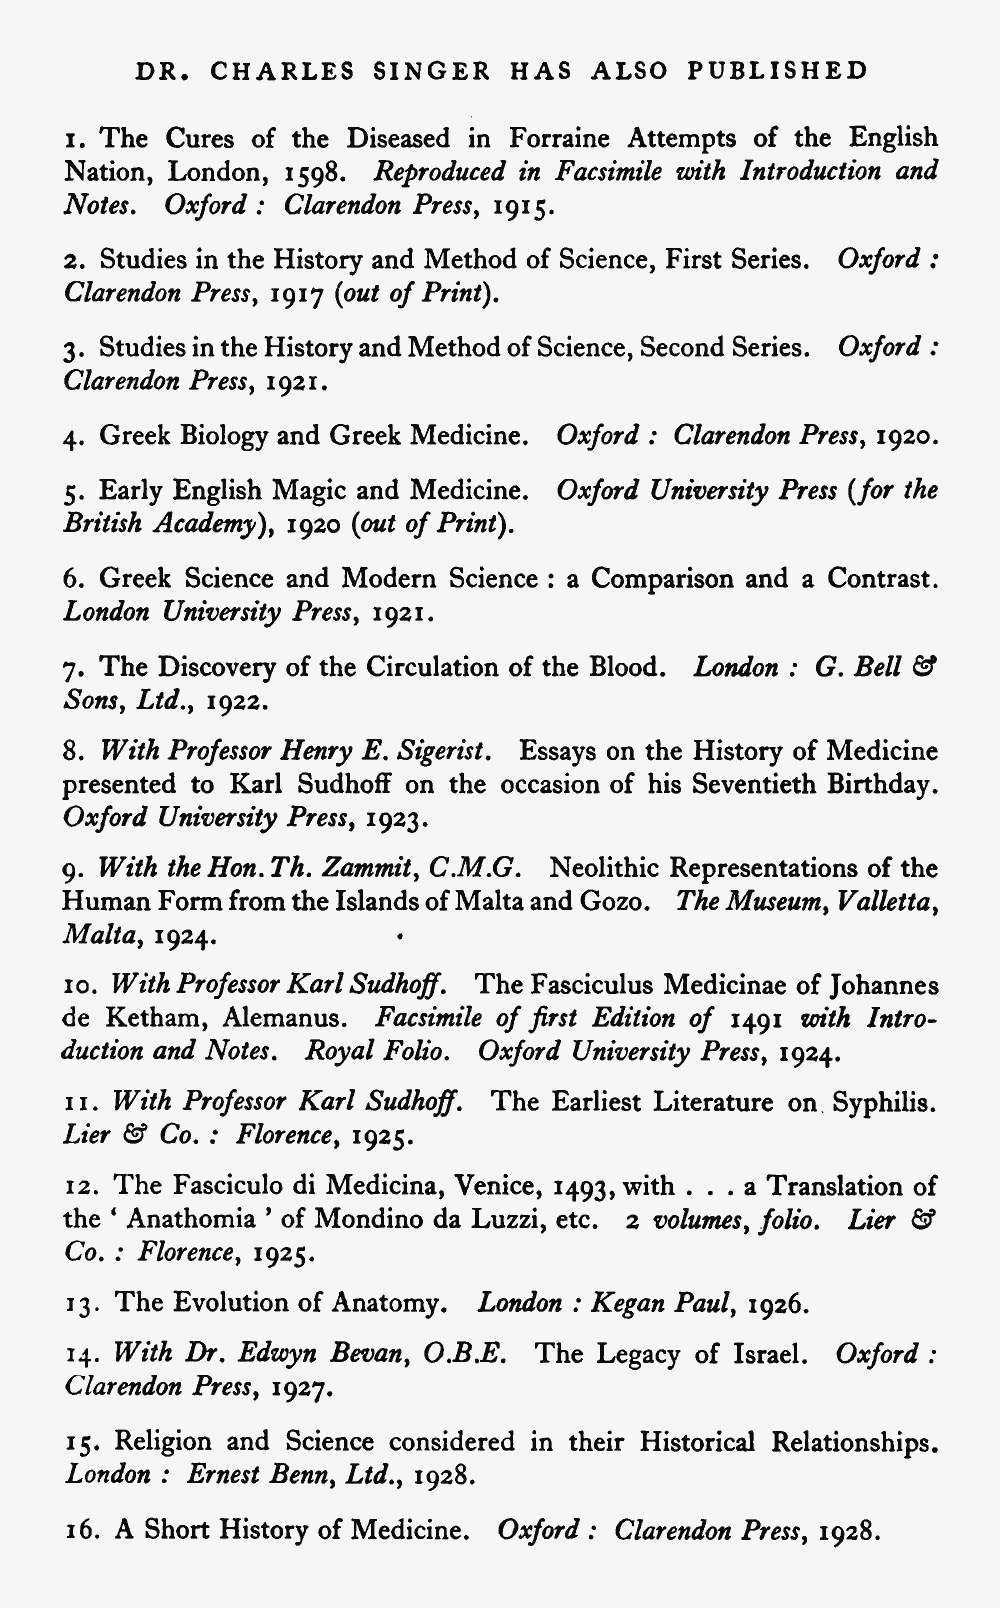 DR. CHARLES SINGER HAS ALSO PUBLISHED
1. The Cures of the Diseased in Forraine Attempts of the English
Nation, London, 1598. Reproduced in Facsimile with Introduction and
Notes. Oxford : Clarendon Press, 1915.
2. Studies in the History and Method of Science, First Series. Oxford :
Clarendon Press, 1917 (out of Print).
3. Studies in the History and Method of Science, Second Series. Oxford :
Clarendon Press, 1921.
4. Greek Biology and Greek Medicine. Oxford : Clarendon Press, 1920.
5. Early English Magic and Medicine. Oxford University Press (for the
British Academy), 1920 (out of Print).
6. Greek Science and Modern Science : a Comparison and a Contrast.
London University Press, 1921.
7. The Discovery of the Circulation of the Blood. London : G. Bell &
Sons, Ltd., 1922.
8. With Professor Henry E. Sigerist. Essays on the History of Medicine
presented to Karl Sudhoff on the occasion of his Seventieth Birthday.
Oxford University Press, 1923.
9. With the Hon. Th. Zammit, C.M.G. Neolithic Representations of the
Human Form from the Islands of Malta and Gozo. The Museum, Valletta,
Malta, 1924.
10. With Professor Karl Sudhoff. The Fasciculus Medicinae of Johannes
de Ketham, Alemanus. Facsimile of first Edition of 1491 with Intro-
duction and Notes. Royal Folio. Oxford University Press, 1924.
11. With Professor Karl Sudhoff. The Earliest Literature on Syphilis.
Lier & Co. : Florence, 1925.
12. The Fasciculo di Medicina, Venice, 1493, with . . . a Translation of
the ‘ Anathomia ’ of Mondino da Luzzi, etc. 2 volumes, folio. Lier &
Co. : Florence, 1925.
13. The Evolution of Anatomy. London : Kegan Paul, 1926.
14. With Dr. Edwyn Bevan, O.B.E. The Legacy of Israel. Oxford :
Clarendon Press, 1927.
15. Religion and Science considered in their Historical Relationships.
London : Ernest Benn, Ltd., 1928.
16. A Short History of Medicine. Oxford : Clarendon Press, 1928.